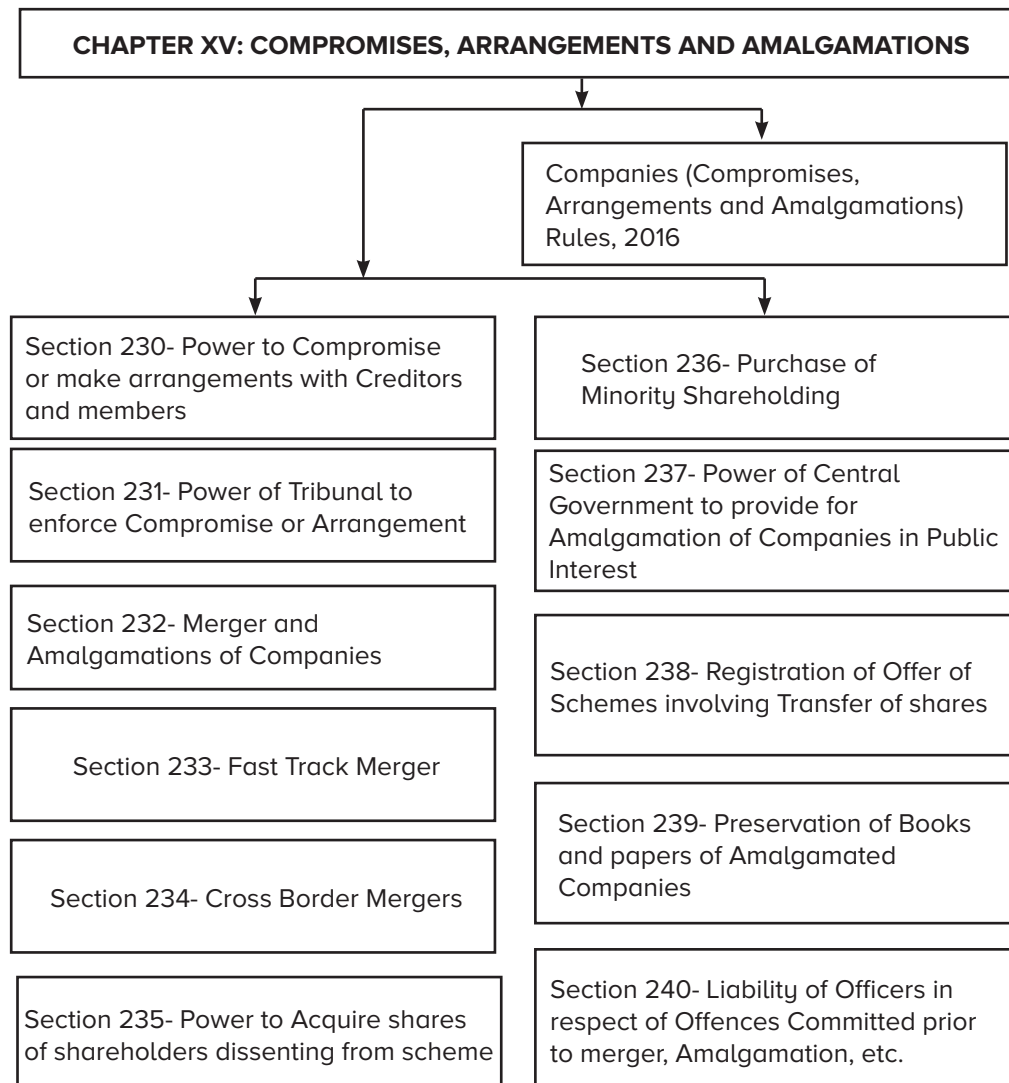 CHAPTER XV: COMPROMISES, ARRANGEMENTS AND AMALGAMATIONS
Companies (Compromises,
Arrangements and Amalgamations)
Rules, 2016
Section 230- Power to Compromise
or make arrangements with Creditors
and members
Section 231- Power of Tribunal to
enforce Compromise or Arrangement
Section 232- Merger and
Amalgamations of Companies
Section 233- Fast Track Merger
Section 234- Cross Border Mergers
Section 235- Power to Acquire shares
of shareholders dissenting from scheme
Section 236- Purchase of
Minority Shareholding
Section 237- Power of Central
Government to provide for
Amalgamation of Companies in Public
Interest
Section 238- Registration of Offer of
Schemes involving Transfer of shares
Section 239- Preservation of Books
and papers of Amalgamated
Companies
Section 240- Liability of Officers in
respect of Offences Committed prior
to merger, Amalgamation, etc.